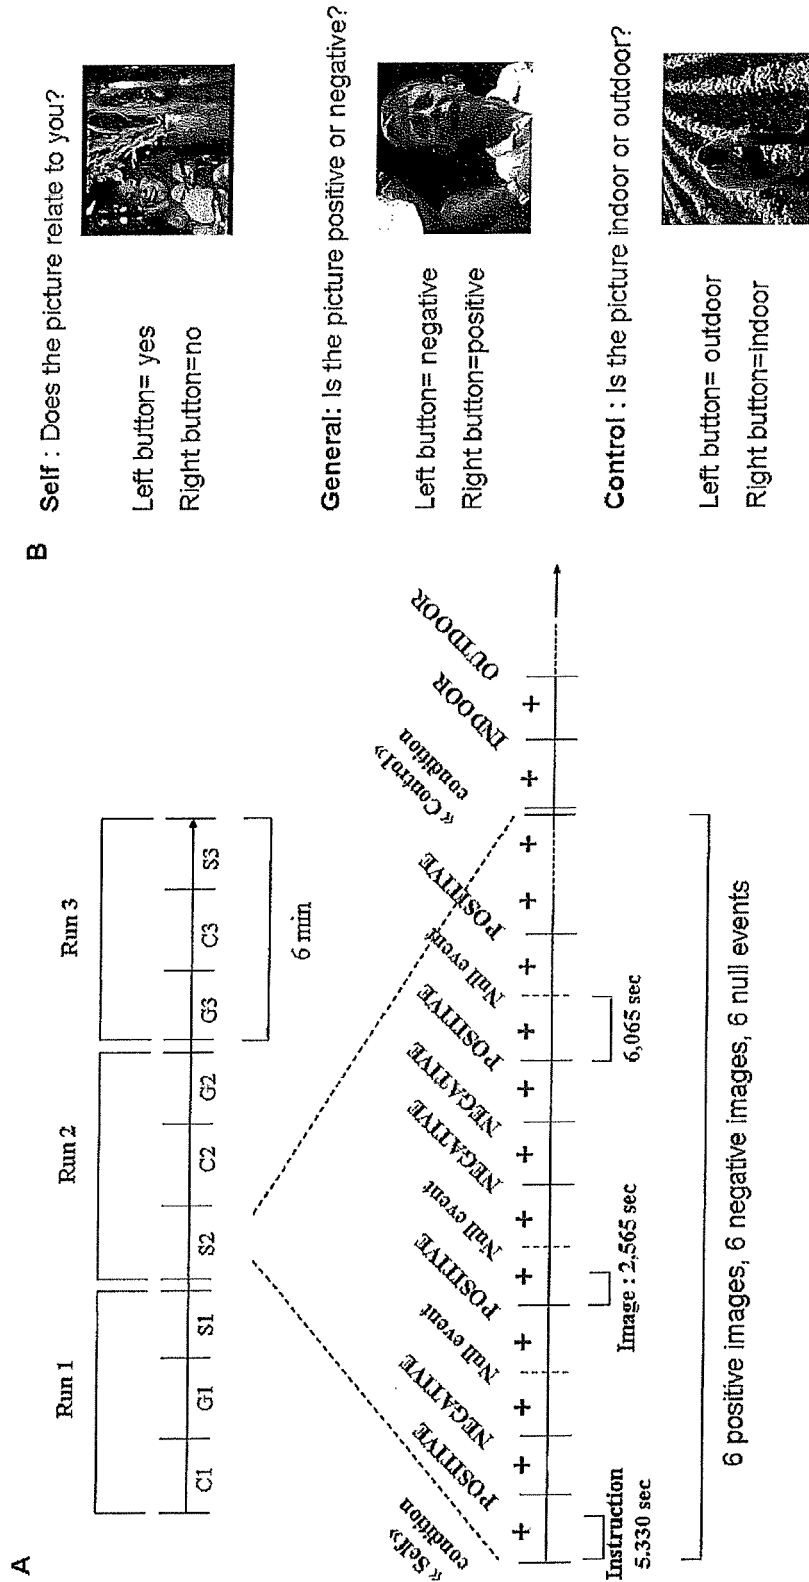 A
Run 1
Run 2
Run 3
C1 G1 S1 S2 C2 G2 G3 C3 S3
6 min
« Self»
condition
POSITIVE
NEGATIVE
Null event
POSITIVE
Null event
NEGATIVE
NEGATIVE
POSITIVE
Null event
POSITIVE
« Control»
condition
INDOOR
OUTDOOR
+ + + + + + + + + + + + + +
Instruction
5.330 sec
Image : 2,565 sec
6,065 sec
6 positive images, 6 negative images, 6 null events
B
Self : Does the picture relate to you?
Left button= yes
Right button=no
General: Is the picture positive or negative?
Left button= negative
Right button=positive
Control : Is the picture indoor or outdoor?
Left button= outdoor
Right button=indoor